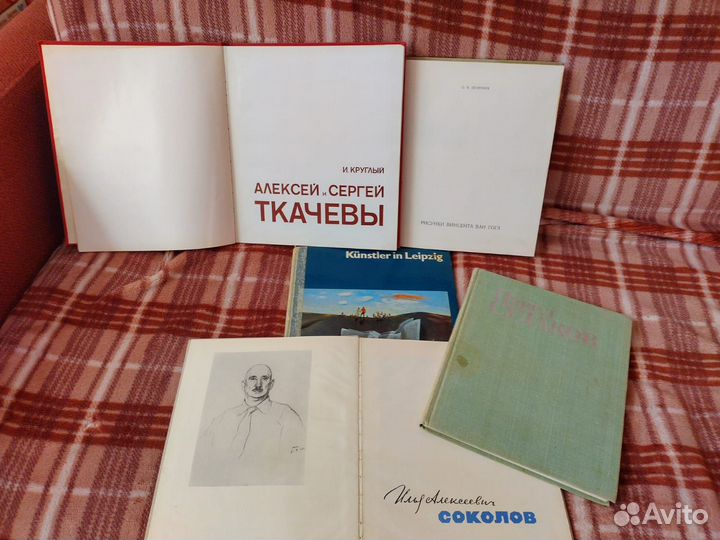 И. КРУГЛЫЙ
АЛЕКСЕЙ и СЕРГЕЙ
ТКАЧЕВЫ
РИСУНКИ ВИНСЕНТА ВАН ГОГА
Künstler in Leipzig
Илья Алексеевич
СОКОЛОВ
Avito